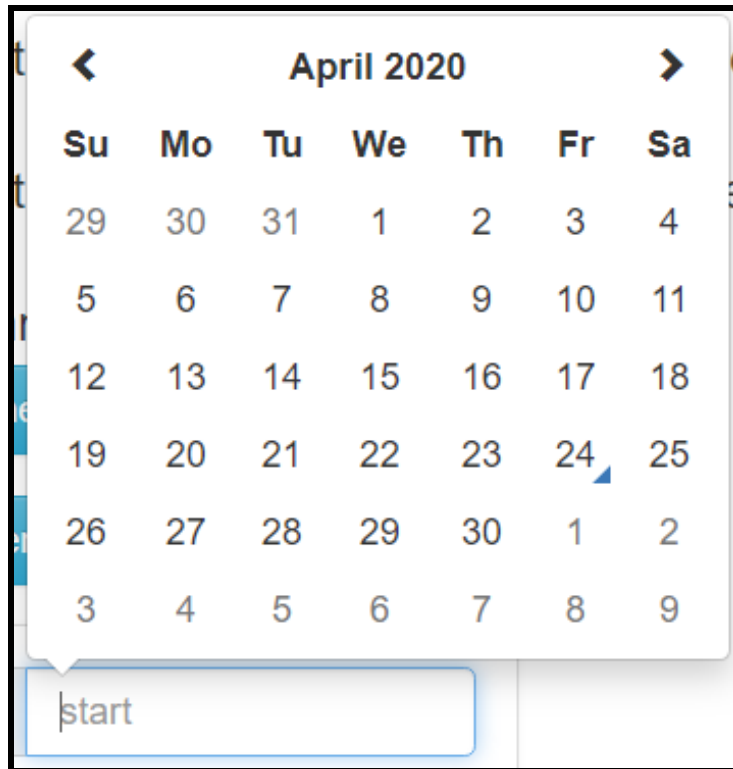 April 2020
Su Mo Tu We Th Fr Sa
29 30 31 1 2 3 4
5 6 7 8 9 10 11
12 13 14 15 16 17 18
19 20 21 22 23 24 25
26 27 28 29 30 1 2
3 4 5 6 7 8 9
start